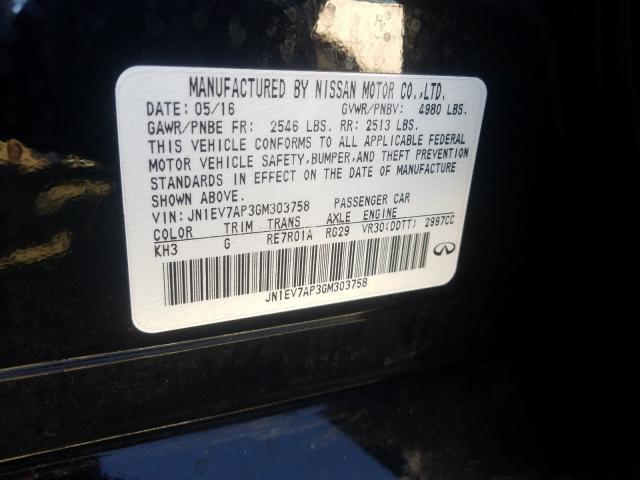 MANUFACTURED BY NISSAN MOTOR CO.,LTD.
DATE: 05/16 GVWR/PNBV: 4980 LBS.
GAWR/PNBE FR: 2546 LBS. RR: 2513 LBS.
THIS VEHICLE CONFORMS TO ALL APPLICABLE FEDERAL
MOTOR VEHICLE SAFETY,BUMPER,AND THEFT PREVENTION
STANDARDS IN EFFECT ON THE DATE OF MANUFACTURE
SHOWN ABOVE.
VIN: JN1EV7AP3GM303758 PASSENGER CAR
COLOR TRIM TRANS AXLE ENGINE
KH3 G RE7R01A RG29 VR30(DDTT) 2997CC
JN1EV7AP3GM303758